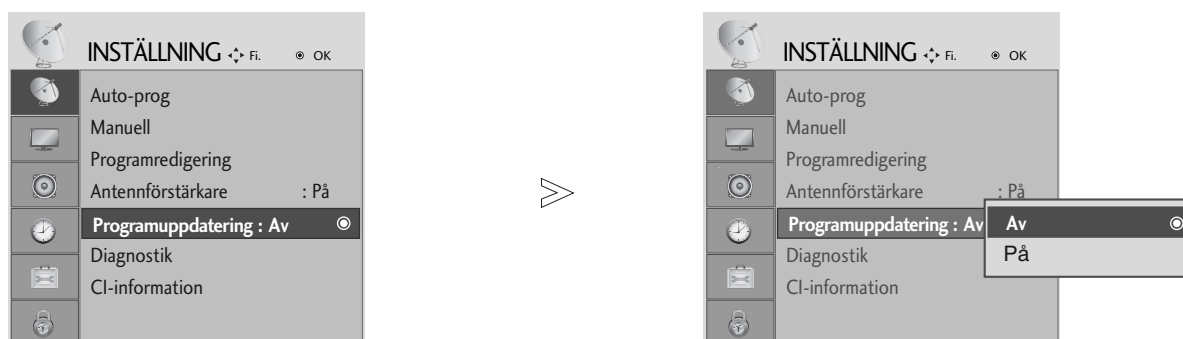 INSTÄLLNING Fi. OK
Auto-prog
Manuell
Programredigering
Antennförstärkare : På
Programuppdatering : Av
Diagnostik
CI-information
INSTÄLLNING Fi. OK
Auto-prog
Manuell
Programredigering
Antennförstärkare : På
Programuppdatering : Av
Diagnostik
CI-information
Av
På